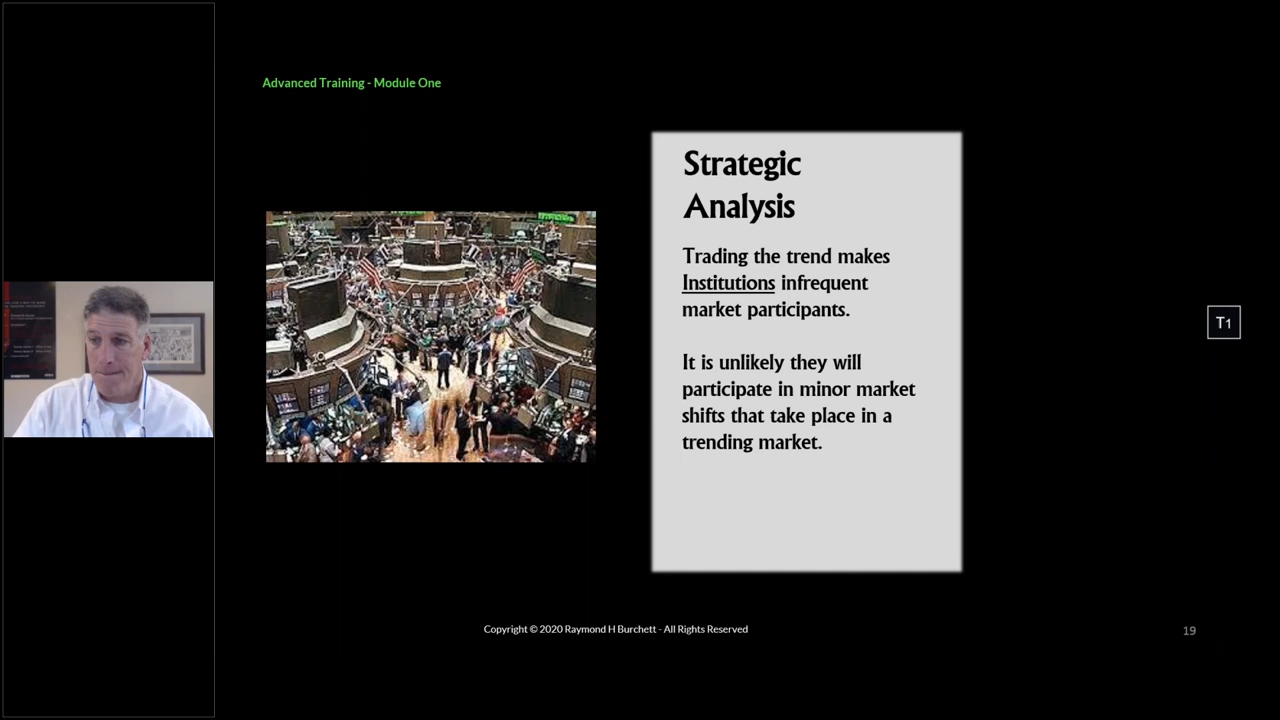 Advanced Training - Module One
Strategic
Analysis
Trading the trend makes
Institutions infrequent
market participants.
It is unlikely they will
participate in minor market
shifts that take place in a
trending market.
T1
Copyright © 2020 Raymond H Burchett - All Rights Reserved
19